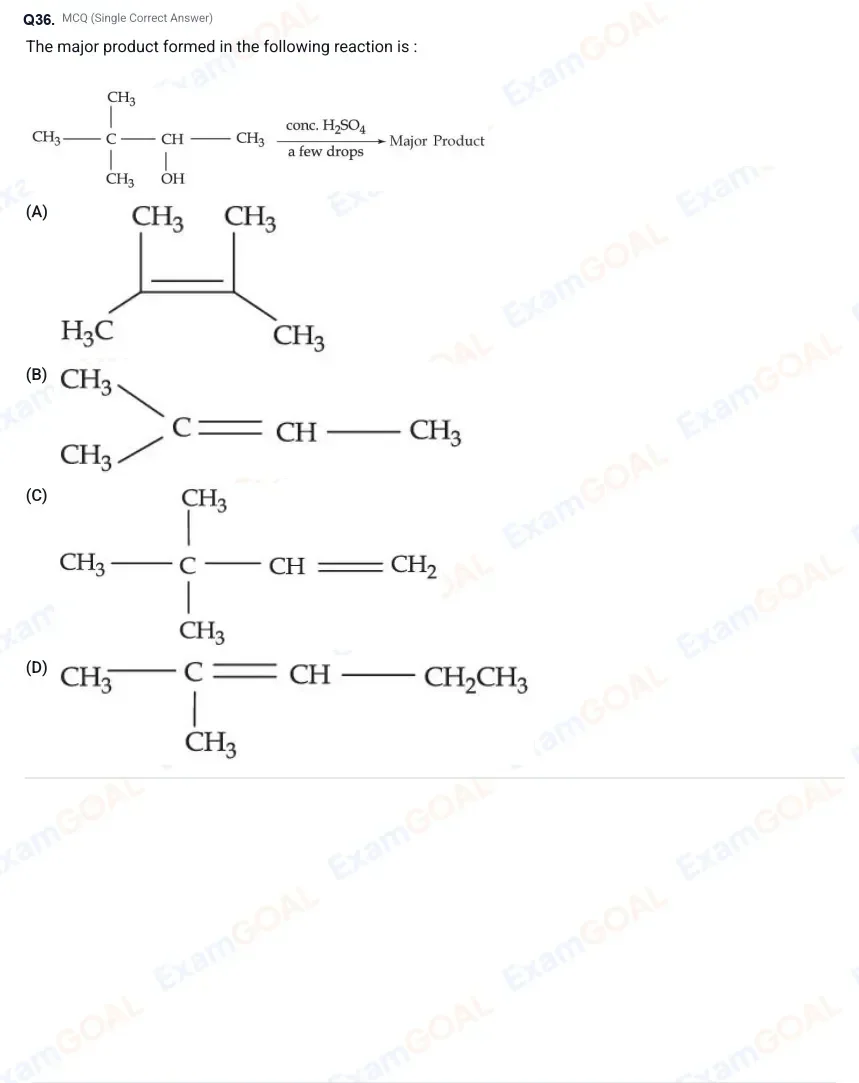 Q36. MCQ (Single Correct Answer)
The major product formed in the following reaction is :
CH₃
CH₃ — C — CH — CH₃ conc. H₂SO₄ a few drops → Major Product
CH₃ OH
(A) CH₃ CH₃
H₃C CH₃
(B) CH₃
C = CH — CH₃
CH₃
(C) CH₃
CH₃ — C — CH = CH₂
CH₃
(D) CH₃ — C = CH — CH₂CH₃
CH₃
ExamGOAL